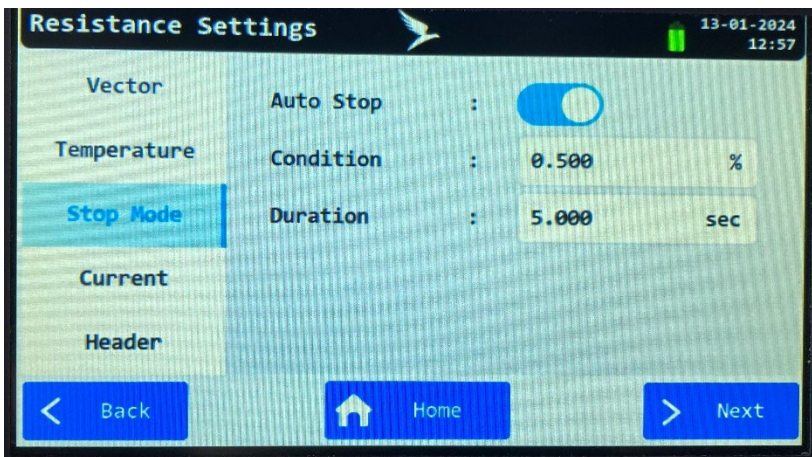 Resistance Settings
13-01-2024
12:57
Vector
Temperature
Stop Mode
Current
Header
Auto Stop :
Condition : 0.500 %
Duration : 5.000 sec
Back
Home
Next